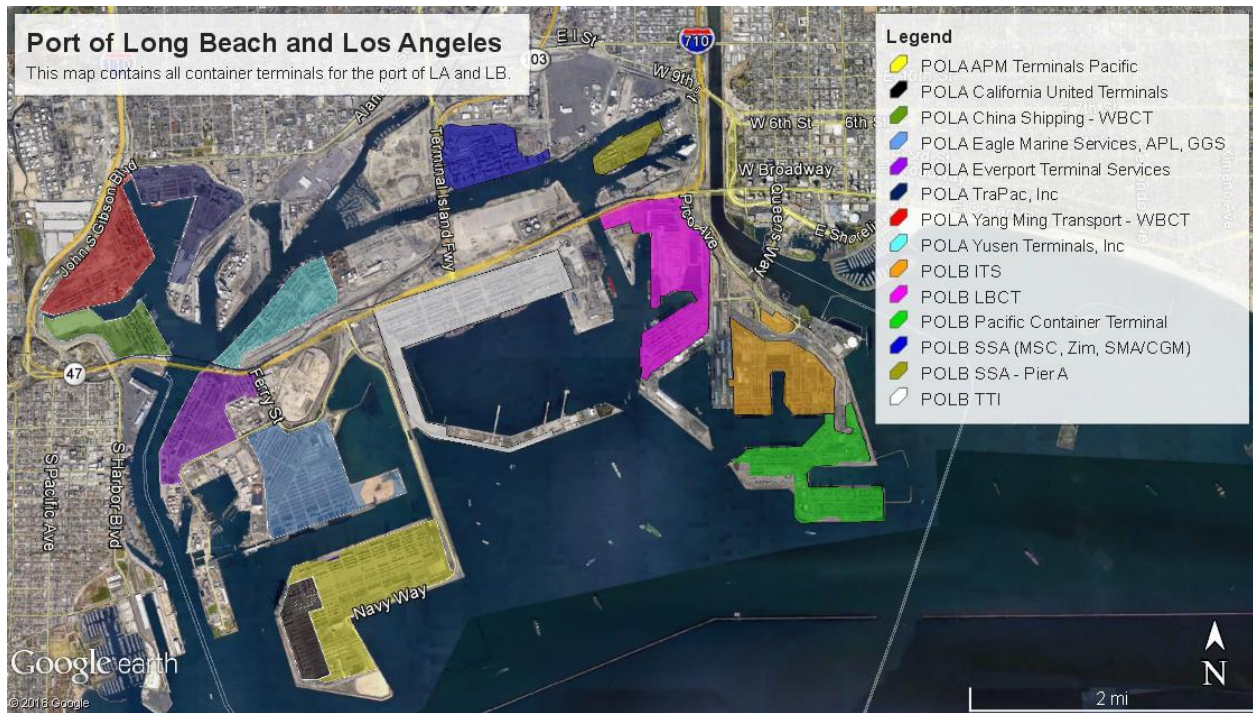 Port of Long Beach and Los Angeles
This map contains all container terminals for the port of LA and LB.
E I St
710
103
W 9th
W 6th St
6th St
W Broadway
Terminal Island Fwy
Pico Ave
Queens Way
E Shoreli
John S Gibson Blvd
47
Ferry St
S Harbor Blvd
S Pacific Ave
Navy Way
Legend
POLA APM Terminals Pacific
POLA California United Terminals
POLA China Shipping - WBCT
POLA Eagle Marine Services, APL, GGS
POLA Everport Terminal Services
POLA TraPac, Inc
POLA Yang Ming Transport - WBCT
POLA Yusen Terminals, Inc
POLB ITS
POLB LBCT
POLB Pacific Container Terminal
POLB SSA (MSC, Zim, SMA/CGM)
POLB SSA - Pier A
POLB TTI
Google earth
© 2016 Google
N
2 mi